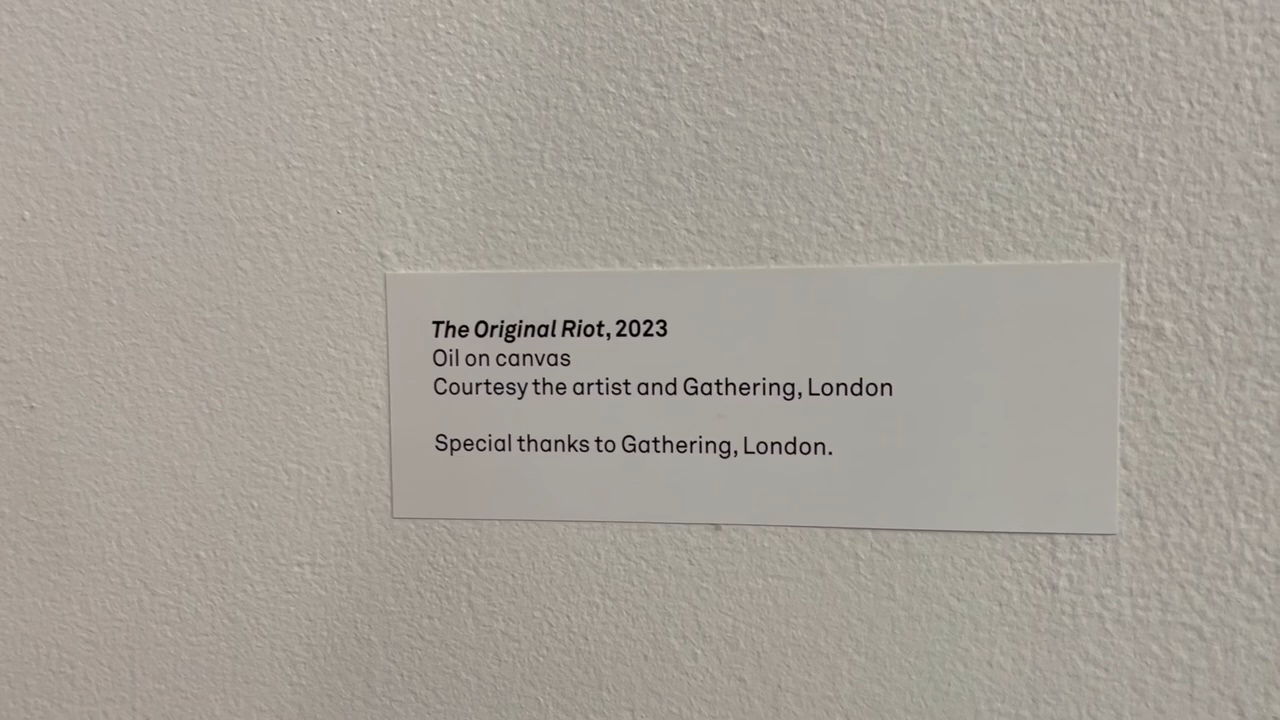 The Original Riot, 2023
Oil on canvas
Courtesy the artist and Gathering, London
Special thanks to Gathering, London.